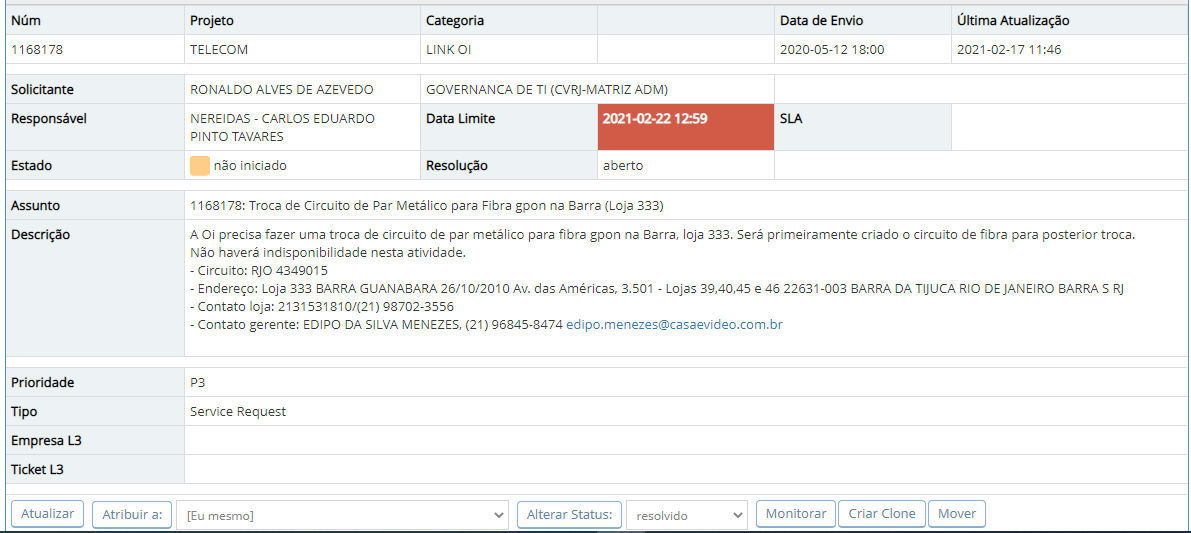 Núm Projeto Categoria Data de Envio Última Atualização
1168178 TELECOM LINK OI 2020-05-12 18:00 2021-02-17 11:46
Solicitante RONALDO ALVES DE AZEVEDO GOVERNANCA DE TI (CVRJ-MATRIZ ADM)
Responsável NEREIDAS - CARLOS EDUARDO Data Limite 2021-02-22 12:59 SLA
PINTO TAVARES
Estado não iniciado Resolução aberto
Assunto 1168178: Troca de Circuito de Par Metálico para Fibra gpon na Barra (Loja 333)
Descrição A Oi precisa fazer uma troca de circuito de par metálico para fibra gpon na Barra, loja 333. Será primeiramente criado o circuito de fibra para posterior troca.
Não haverá indisponibilidade nesta atividade.
- Circuito: RJO 4349015
- Endereço: Loja 333 BARRA GUANABARA 26/10/2010 Av. das Américas, 3.501 - Lojas 39,40,45 e 46 22631-003 BARRA DA TIJUCA RIO DE JANEIRO BARRA S RJ
- Contato loja: 2131531810/(21) 98702-3556
- Contato gerente: EDIPO DA SILVA MENEZES, (21) 96845-8474 edipo.menezes@casaevideo.com.br
Prioridade P3
Tipo Service Request
Empresa L3
Ticket L3
Atualizar Atribuir a: [Eu mesmo] Alterar Status: resolvido Monitorar Criar Clone Mover